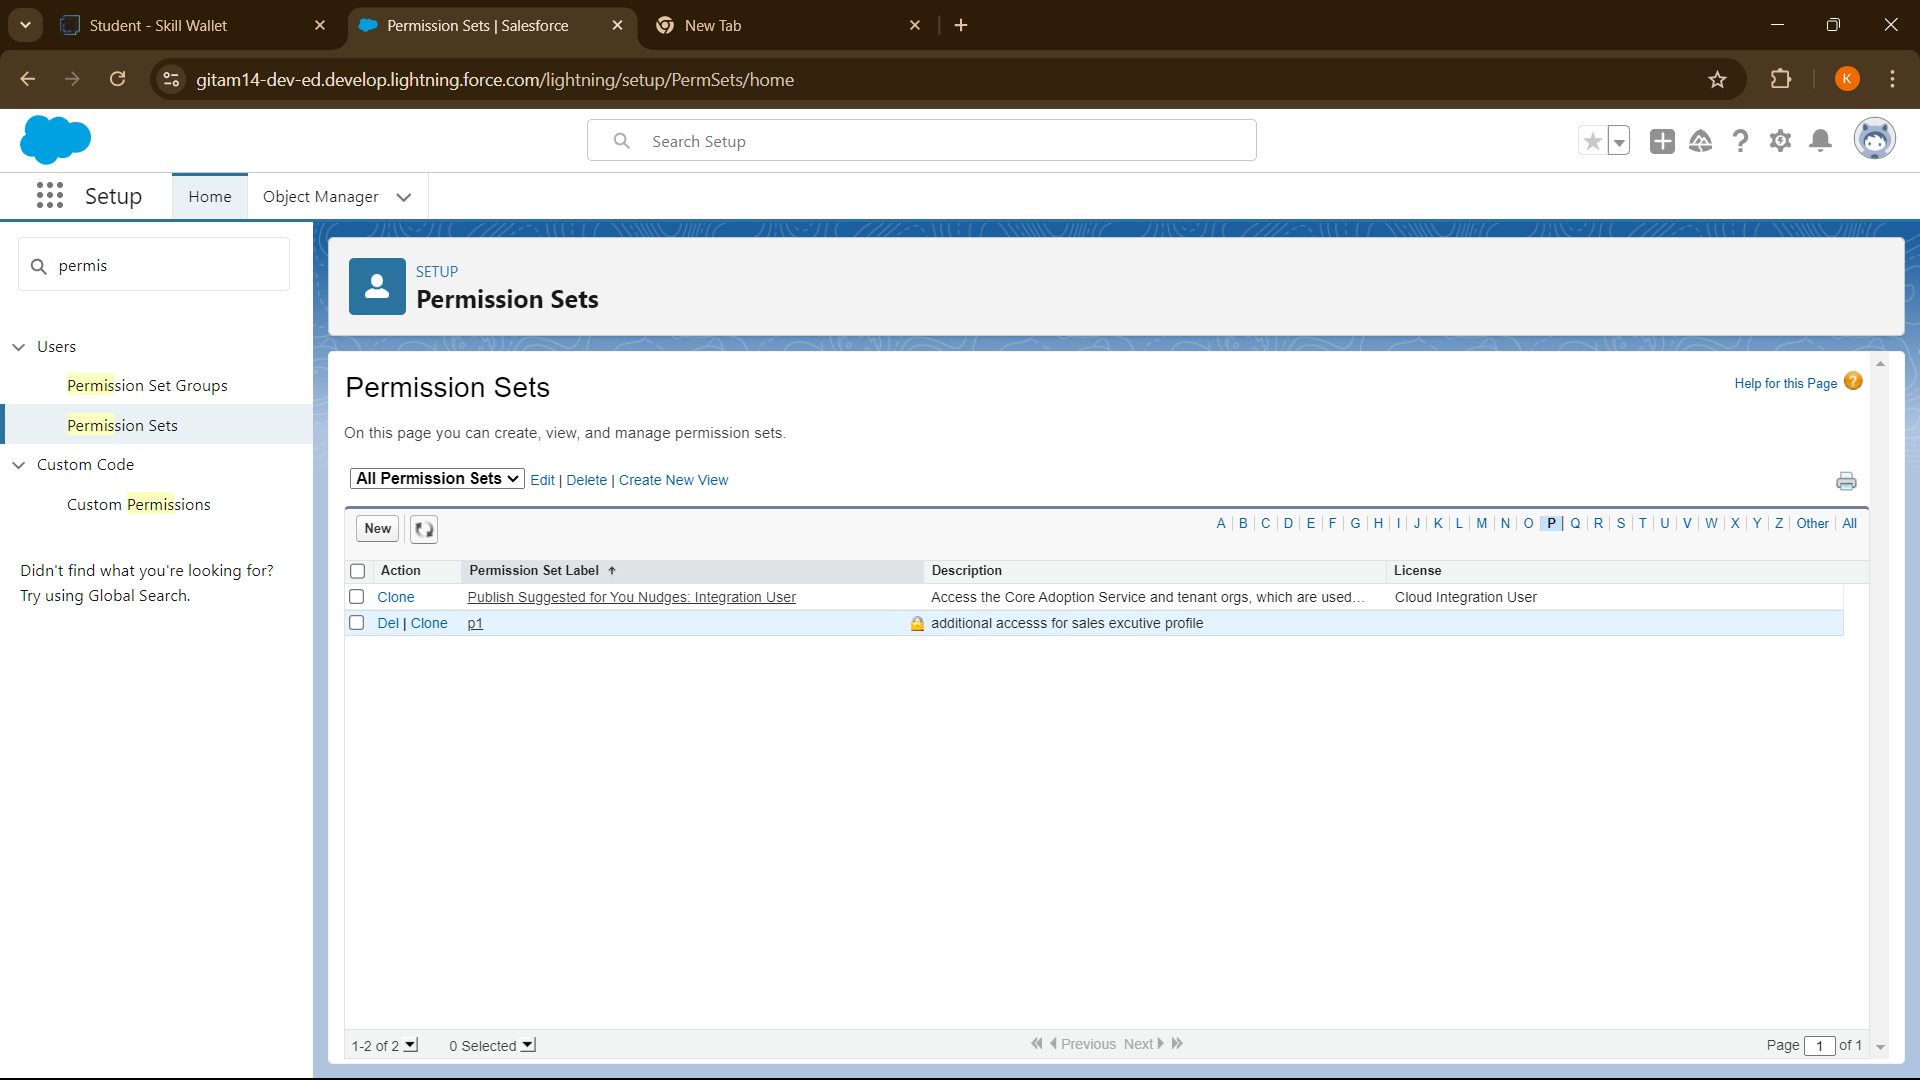 Student - Skill Wallet
Permission Sets | Salesforce
New Tab
gitam14-dev-ed.develop.lightning.force.com/lightning/setup/PermSets/home
K
Search Setup
Setup
Home
Object Manager
permis
SETUP
Permission Sets
Users
Permission Set Groups
Permission Sets
Custom Code
Custom Permissions
Didn't find what you're looking for?
Try using Global Search.
Permission Sets
Help for this Page
On this page you can create, view, and manage permission sets.
All Permission Sets
Edit | Delete | Create New View
New
A | B | C | D | E | F | G | H | I | J | K | L | M | N | O | P | Q | R | S | T | U | V | W | X | Y | Z | Other | All
Action Permission Set Label ↑ Description License
Clone Publish Suggested for You Nudges: Integration User Access the Core Adoption Service and tenant orgs, which are used... Cloud Integration User
Del | Clone p1 additional accesss for sales excutive profile
1-2 of 2 0 Selected Previous Next Page 1 of 1